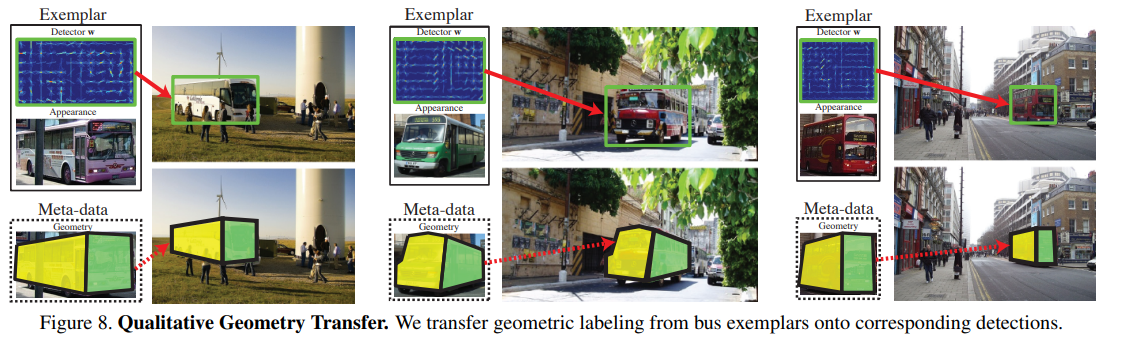 Exemplar
Detector w
Appearance
Meta-data
Geometry
Exemplar
Detector w
Appearance
Meta-data
Geometry
Exemplar
Detector w
Appearance
Meta-data
Geometry
Figure 8. Qualitative Geometry Transfer. We transfer geometric labeling from bus exemplars onto corresponding detections.